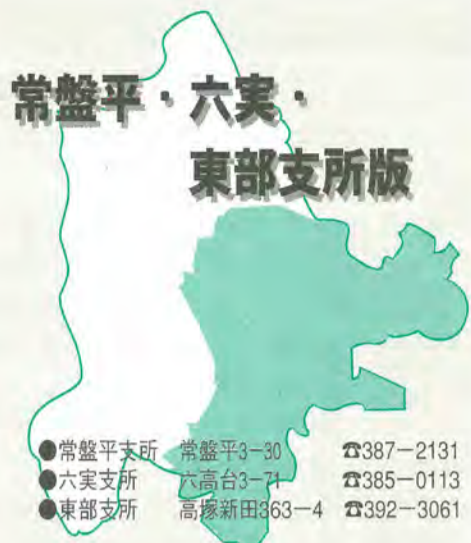 常盤平・六実・
東部支所版
●常盤平支所 常盤平3−30 ☎387−2131
●六実支所 六高台3−71 ☎385−0113
●東部支所 高塚新田363−4 ☎392−3061